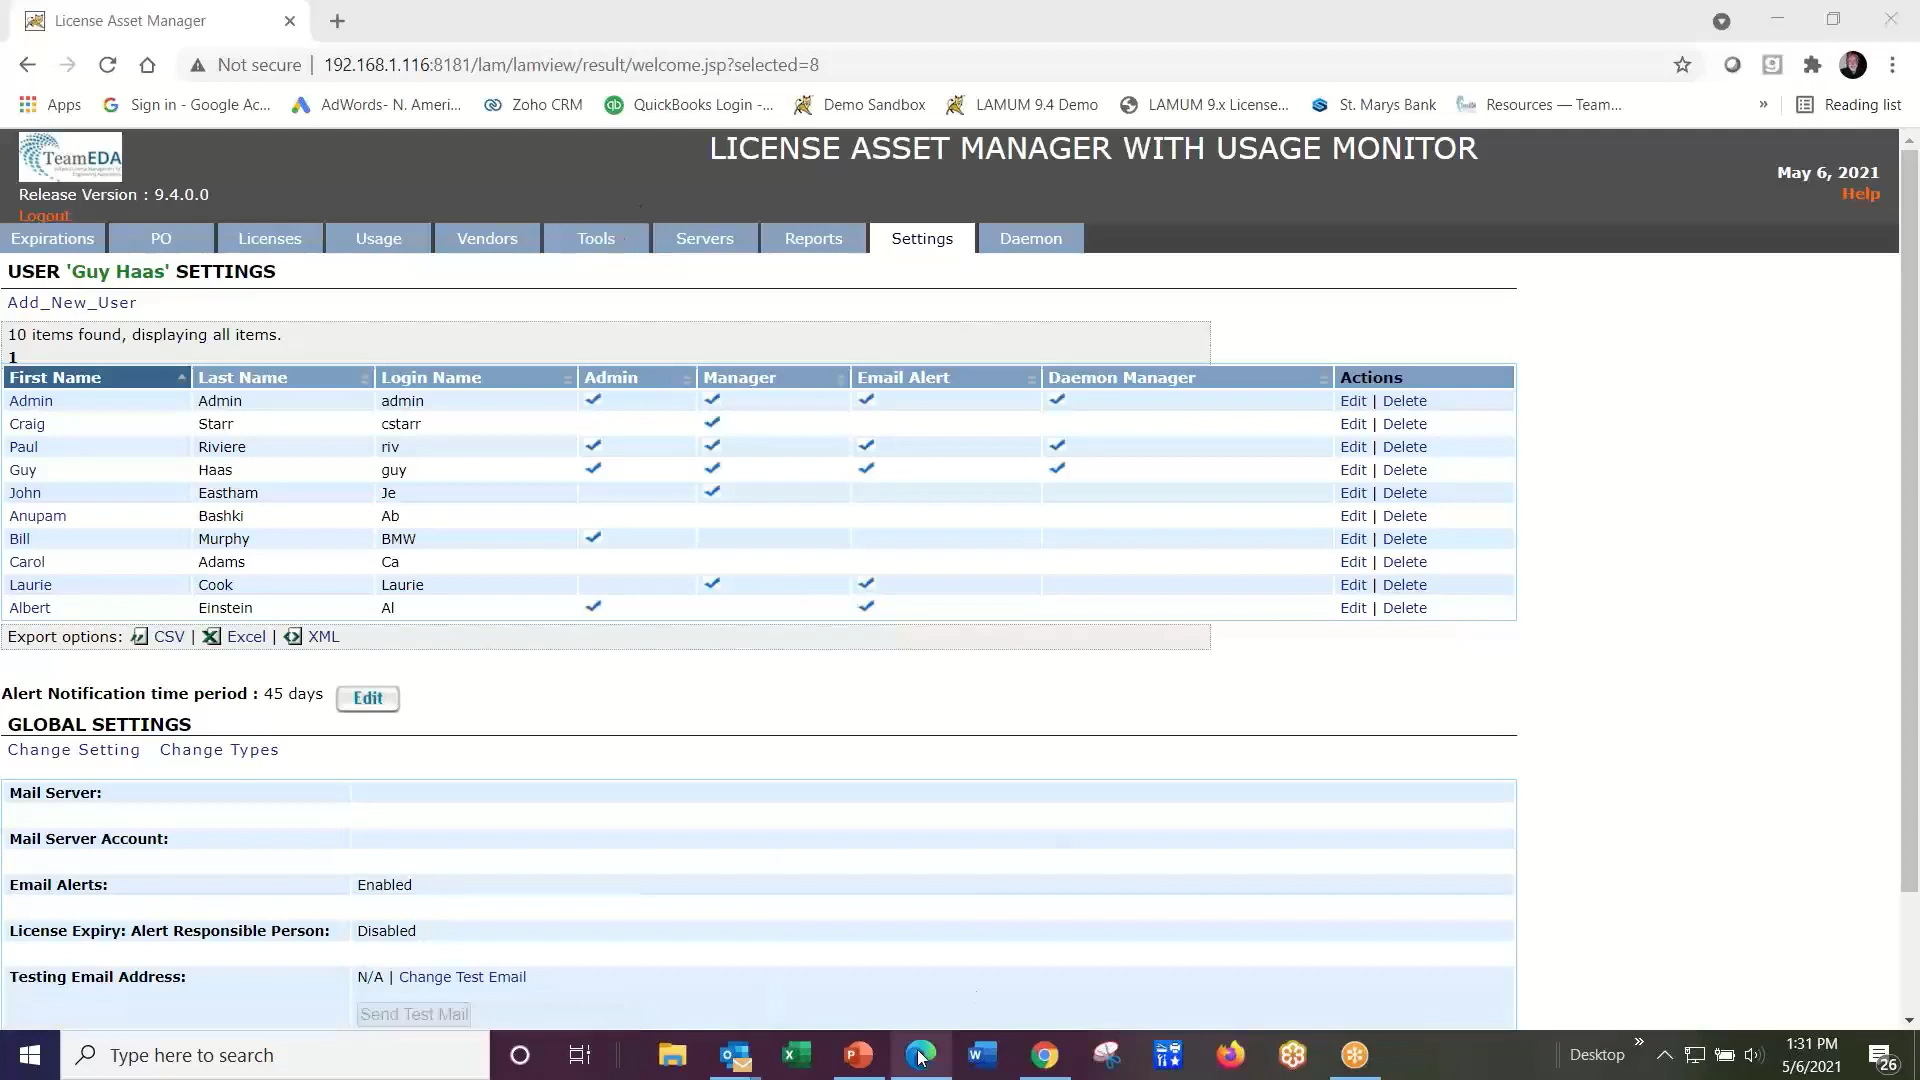 License Asset Manager
Not secure | 192.168.1.116:8181/lam/lamview/result/welcome.jsp?selected=8
Apps Sign in - Google Ac... AdWords- N. Ameri... Zoho CRM QuickBooks Login -... Demo Sandbox LAMUM 9.4 Demo LAMUM 9.x License... St. Marys Bank Resources — Team... » Reading list
TeamEDA
LICENSE ASSET MANAGER WITH USAGE MONITOR
May 6, 2021
Release Version : 9.4.0.0
Help
Logout
Expirations PO Licenses Usage Vendors Tools Servers Reports Settings Daemon
USER 'Guy Haas' SETTINGS
Add_New_User
10 items found, displaying all items.
1
First Name Last Name Login Name Admin Manager Email Alert Daemon Manager Actions
Admin Admin admin Edit | Delete
Craig Starr cstarr Edit | Delete
Paul Riviere riv Edit | Delete
Guy Haas guy Edit | Delete
John Eastham Je Edit | Delete
Anupam Bashki Ab Edit | Delete
Bill Murphy BMW Edit | Delete
Carol Adams Ca Edit | Delete
Laurie Cook Laurie Edit | Delete
Albert Einstein Al Edit | Delete
Export options: CSV | Excel | XML
Alert Notification time period : 45 days Edit
GLOBAL SETTINGS
Change Setting Change Types
Mail Server:
Mail Server Account:
Email Alerts: Enabled
License Expiry: Alert Responsible Person: Disabled
Testing Email Address: N/A | Change Test Email
Send Test Mail
Type here to search
Desktop »
1:31 PM
5/6/2021
26